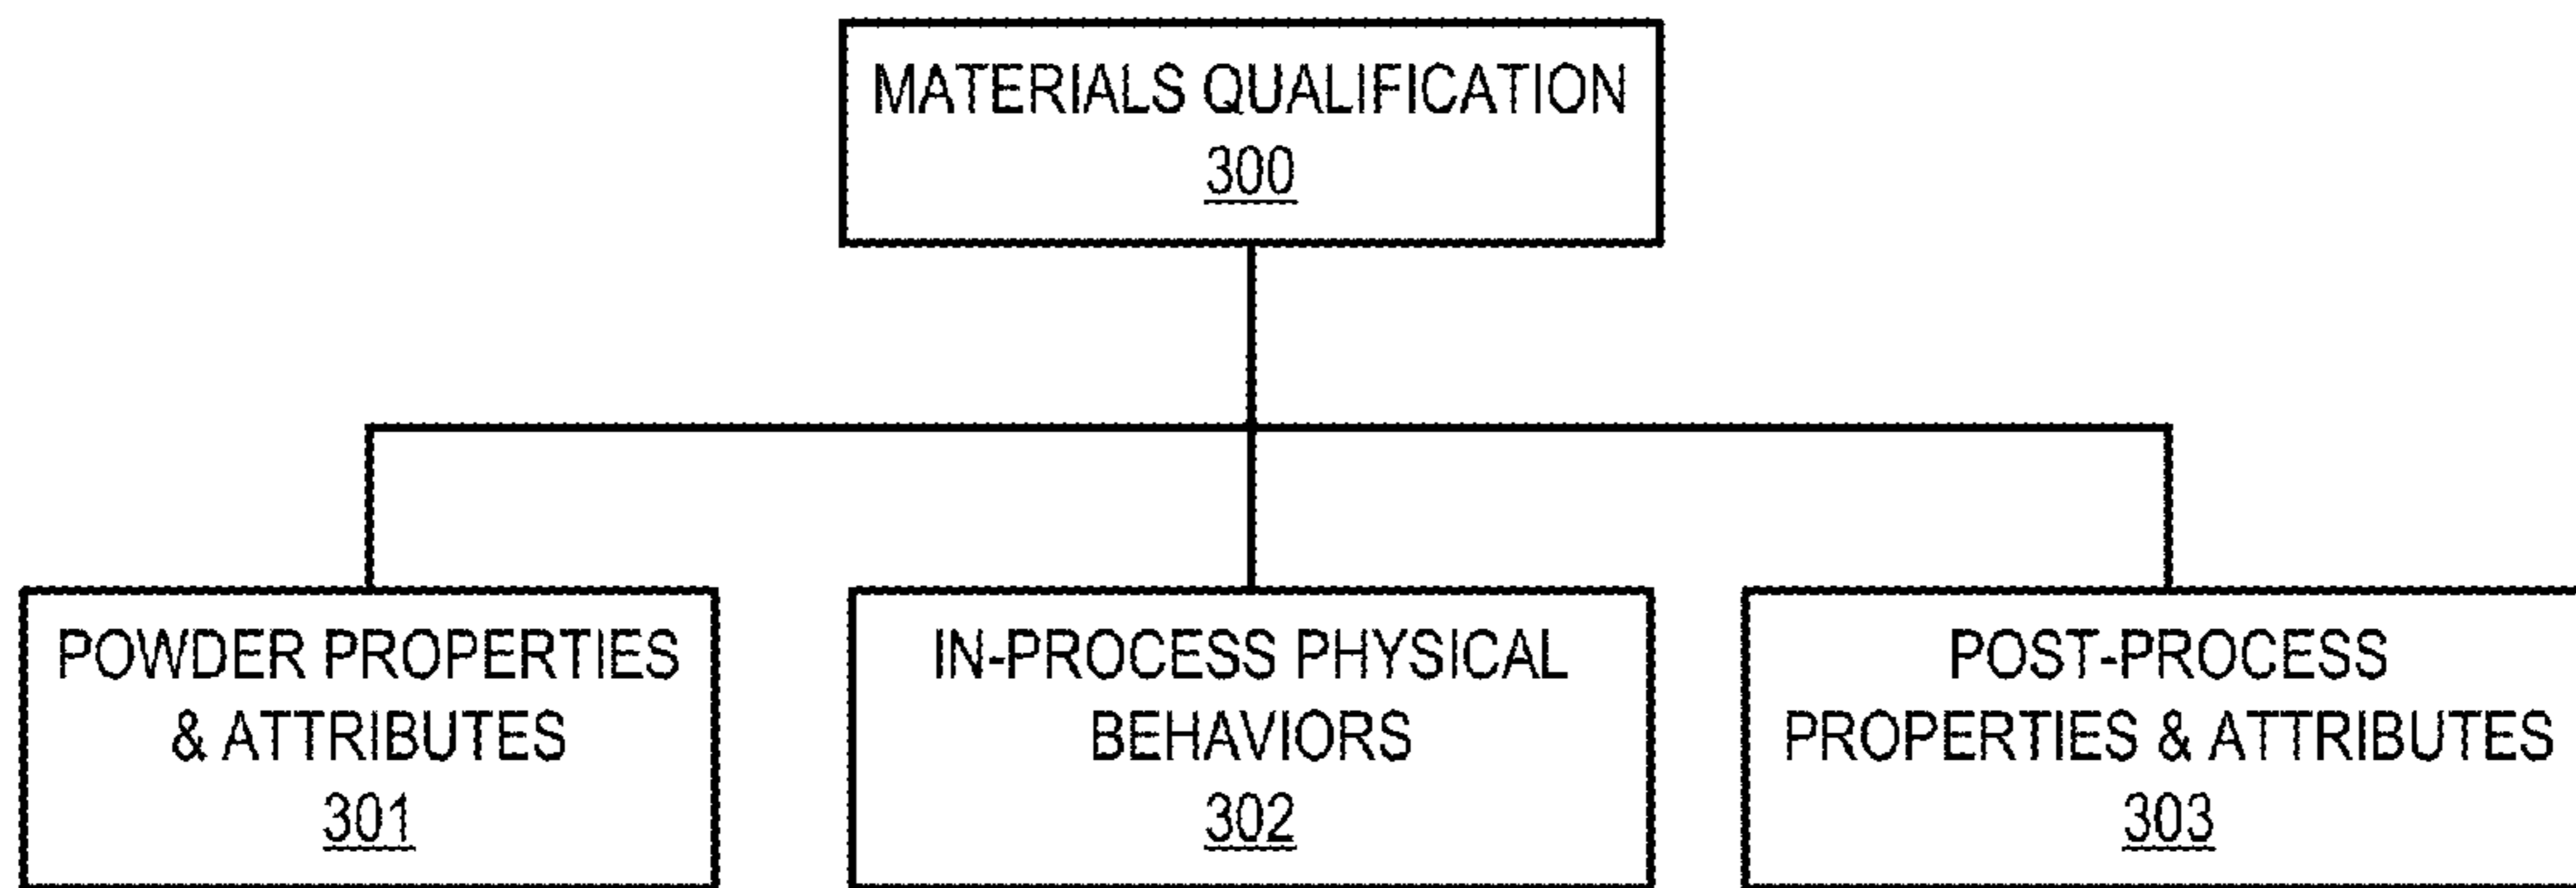 MATERIALS QUALIFICATION
300
POWDER PROPERTIES
& ATTRIBUTES
301
IN-PROCESS PHYSICAL
BEHAVIORS
302
POST-PROCESS
PROPERTIES & ATTRIBUTES
303